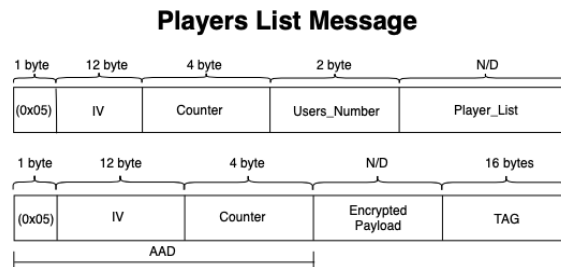 Players List Message
1 byte 12 byte 4 byte 2 byte N/D
(0x05) IV Counter Users_Number Player_List
1 byte 12 byte 4 byte N/D 16 bytes
(0x05) IV Counter Encrypted Payload TAG
AAD